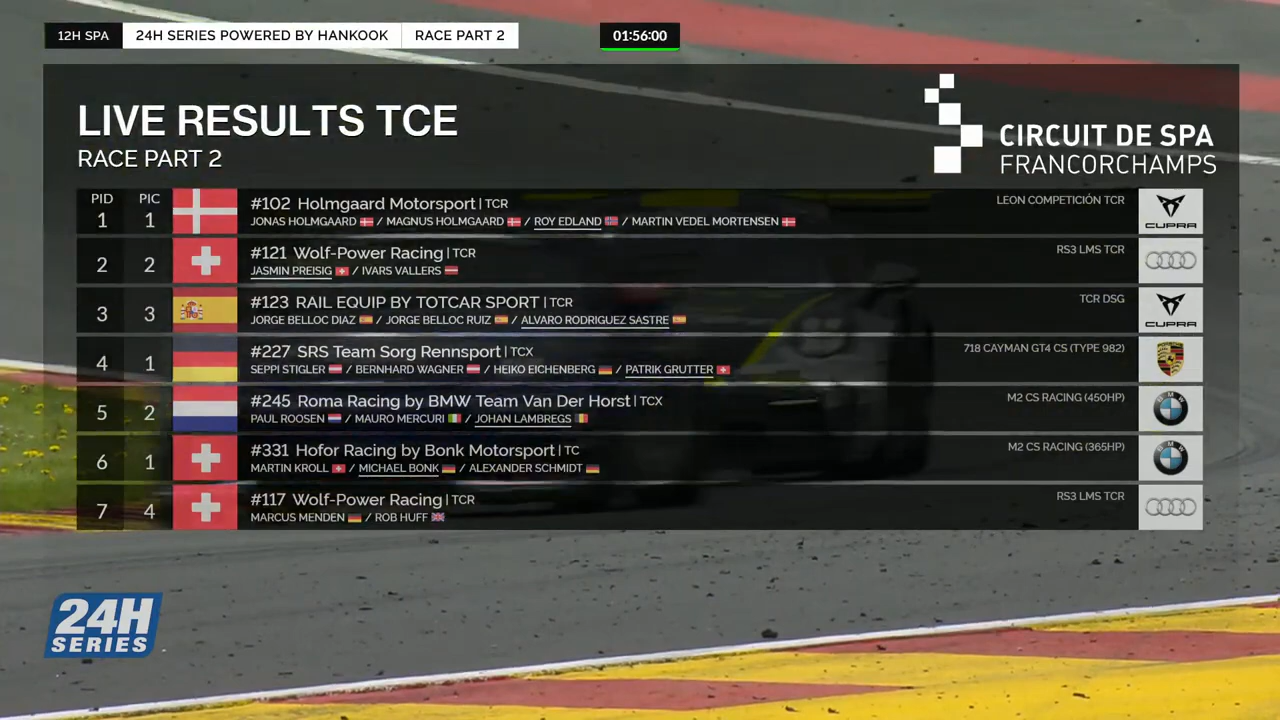 12H SPA 24H SERIES POWERED BY HANKOOK RACE PART 2 01:56:00
LIVE RESULTS TCE
RACE PART 2
CIRCUIT DE SPA
FRANCORCHAMPS
PID PIC
1 1 #102 Holmgaard Motorsport | TCR LEON COMPETICIÓN TCR
JONAS HOLMGAARD / MAGNUS HOLMGAARD / ROY EDLAND / MARTIN VEDEL MORTENSEN CUPRA
2 2 #121 Wolf-Power Racing | TCR RS3 LMS TCR
JASMIN PREISIG / IVARS VALLERS
3 3 #123 RAIL EQUIP BY TOTCAR SPORT | TCR TCR DSG
JORGE BELLOC DIAZ / JORGE BELLOC RUIZ / ALVARO RODRIGUEZ SASTRE CUPRA
4 1 #227 SRS Team Sorg Rennsport | TCX 718 CAYMAN GT4 CS (TYPE 982)
SEPPI STIGLER / BERNHARD WAGNER / HEIKO EICHENBERG / PATRIK GRUTTER
5 2 #245 Roma Racing by BMW Team Van Der Horst | TCX M2 CS RACING (450HP)
PAUL ROOSEN / MAURO MERCURI / JOHAN LAMBREGS BMW
6 1 #331 Hofor Racing by Bonk Motorsport | TC M2 CS RACING (365HP)
MARTIN KROLL / MICHAEL BONK / ALEXANDER SCHMIDT BMW
7 4 #117 Wolf-Power Racing | TCR RS3 LMS TCR
MARCUS MENDEN / ROB HUFF
24H
SERIES